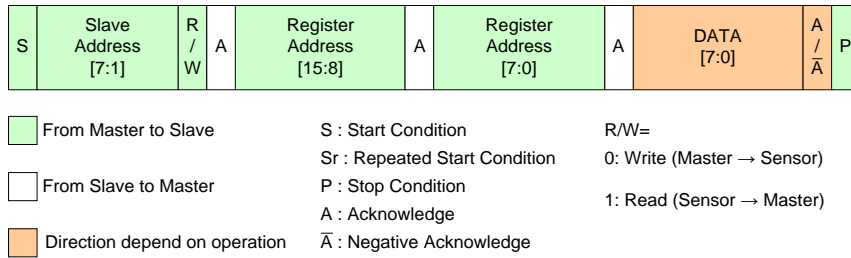 S
Slave
Address
[7:1]
R
/
W
A
Register
Address
[15:8]
A
Register
Address
[7:0]
A
DATA
[7:0]
A
/
A̅
P
From Master to Slave
From Slave to Master
Direction depend on operation
S : Start Condition
Sr : Repeated Start Condition
P : Stop Condition
A : Acknowledge
A̅ : Negative Acknowledge
R/W=
0: Write (Master → Sensor)
1: Read (Sensor → Master)